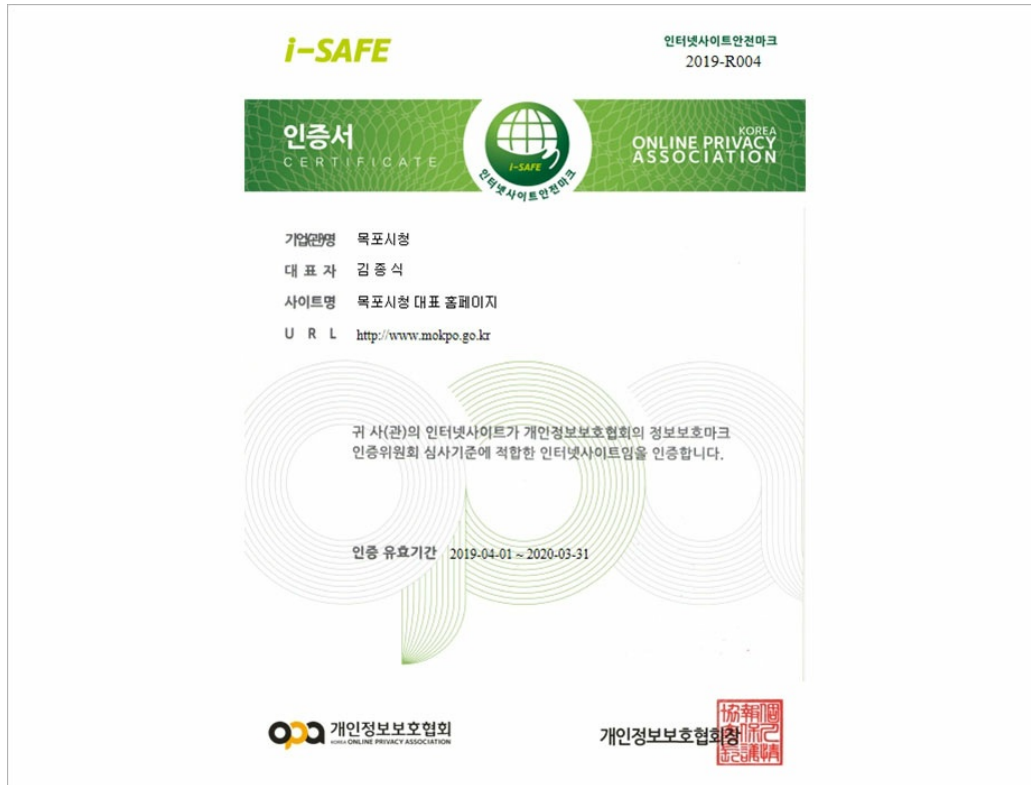 i-SAFE
인터넷사이트안전마크
2019-R004
인증서
CERTIFICATE
i-SAFE
인터넷사이트안전마크
KOREA
ONLINE PRIVACY
ASSOCIATION
기업(관)명 목포시청
대 표 자 김 종 식
사이트명 목포시청 대표 홈페이지
U R L http://www.mokpo.go.kr
귀 사(관)의 인터넷사이트가 개인정보보호협회의 정보보호마크
인증위원회 심사기준에 적합한 인터넷사이트임을 인증합니다.
인증 유효기간 2019-04-01 ~ 2020-03-31
opa 개인정보보호협회
KOREA ONLINE PRIVACY ASSOCIATION
개인정보보호협회장